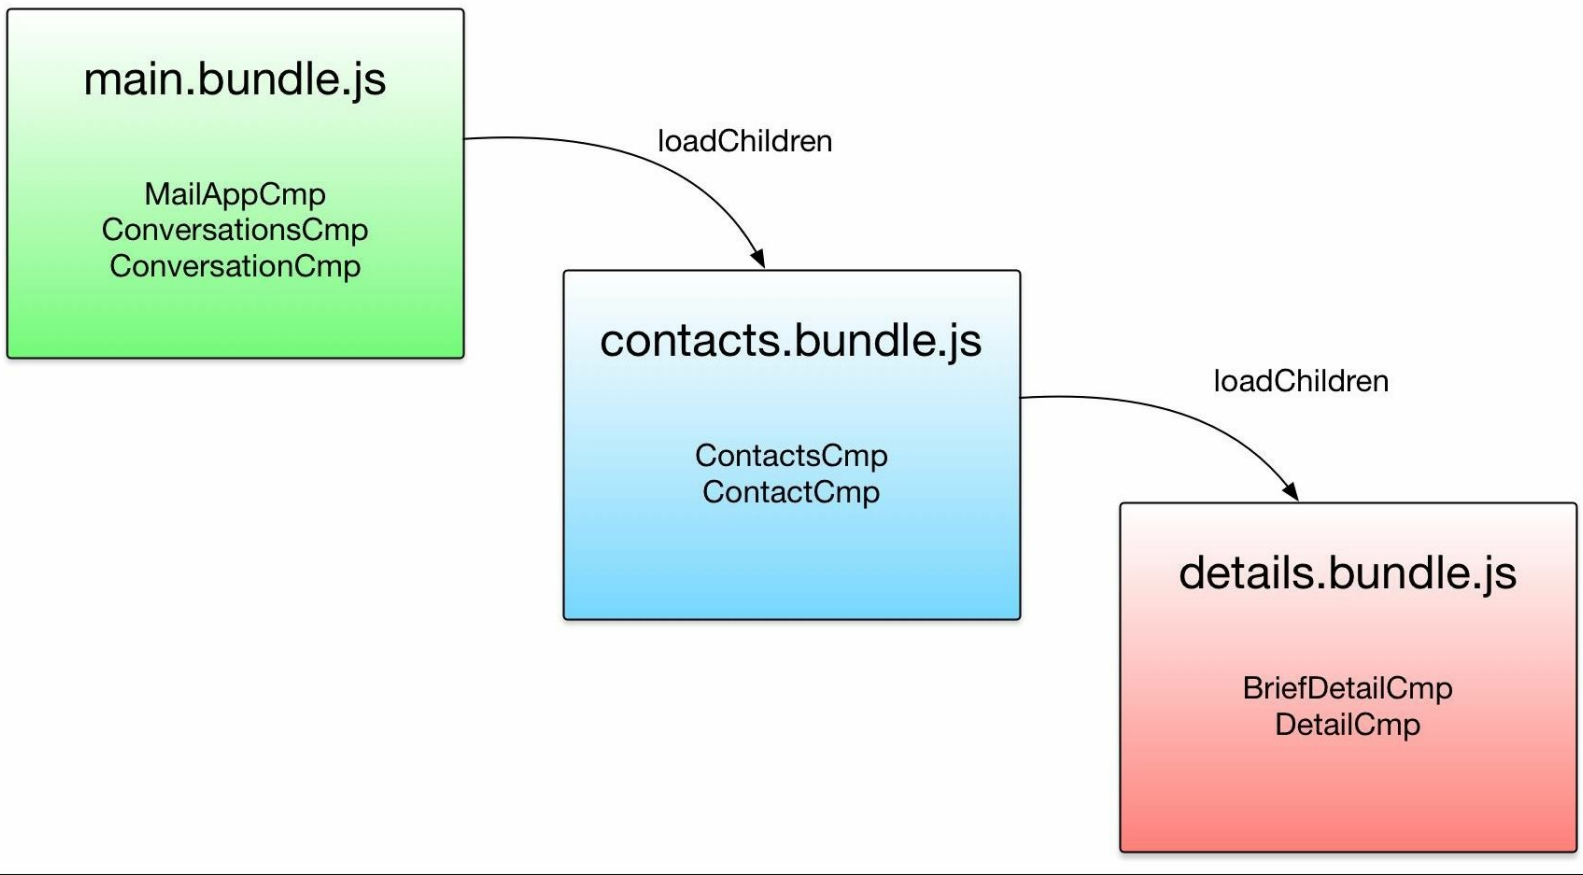 main.bundle.js
MailAppCmp
ConversationsCmp
ConversationCmp
loadChildren
contacts.bundle.js
ContactsCmp
ContactCmp
loadChildren
details.bundle.js
BriefDetailCmp
DetailCmp